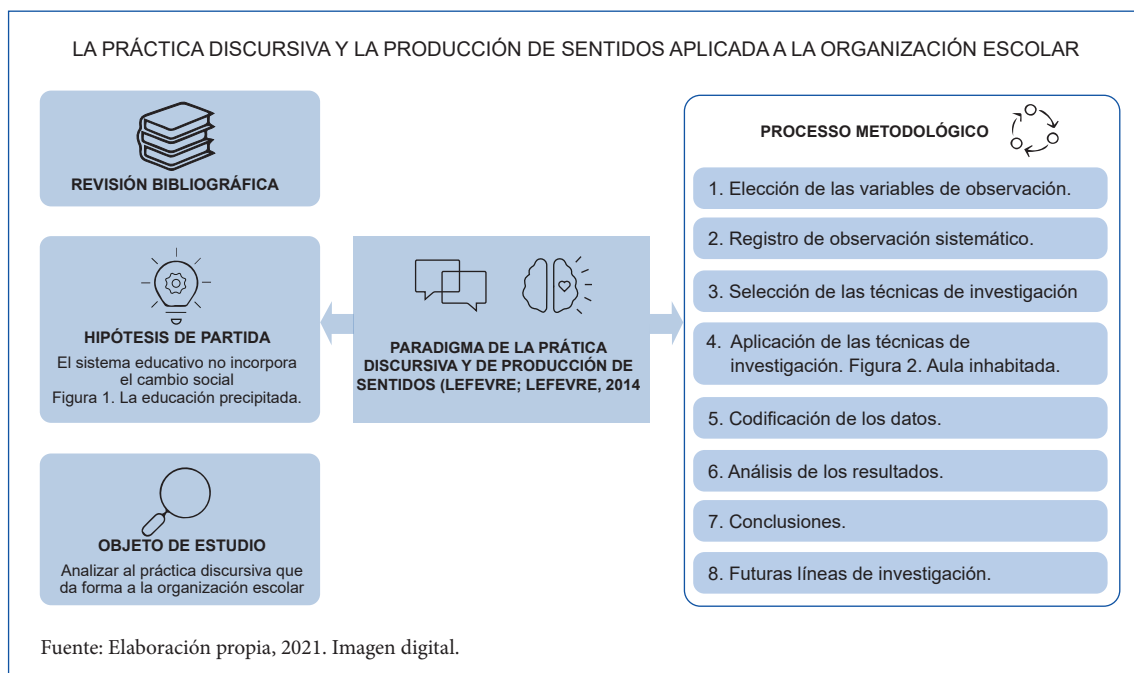 LA PRÁCTICA DISCURSIVA Y LA PRODUCCIÓN DE SENTIDOS APLICADA A LA ORGANIZACIÓN ESCOLAR
REVISIÓN BIBLIOGRÁFICA
HIPÓTESIS DE PARTIDA
El sistema educativo no incorpora
el cambio social
Figura 1. La educación precipitada.
OBJETO DE ESTUDIO
Analizar al práctica discursiva que
da forma a la organización escolar
PARADIGMA DE LA PRÁTICA
DISCURSIVA Y DE PRODUCCIÓN DE
SENTIDOS (LEFEVRE; LEFEVRE, 2014
PROCESSO METODOLÓGICO
1. Elección de las variables de observación.
2. Registro de observación sistemático.
3. Selección de las técnicas de investigación
4. Aplicación de las técnicas de
investigación. Figura 2. Aula inhabitada.
5. Codificación de los datos.
6. Análisis de los resultados.
7. Conclusiones.
8. Futuras líneas de investigación.
Fuente: Elaboración propia, 2021. Imagen digital.